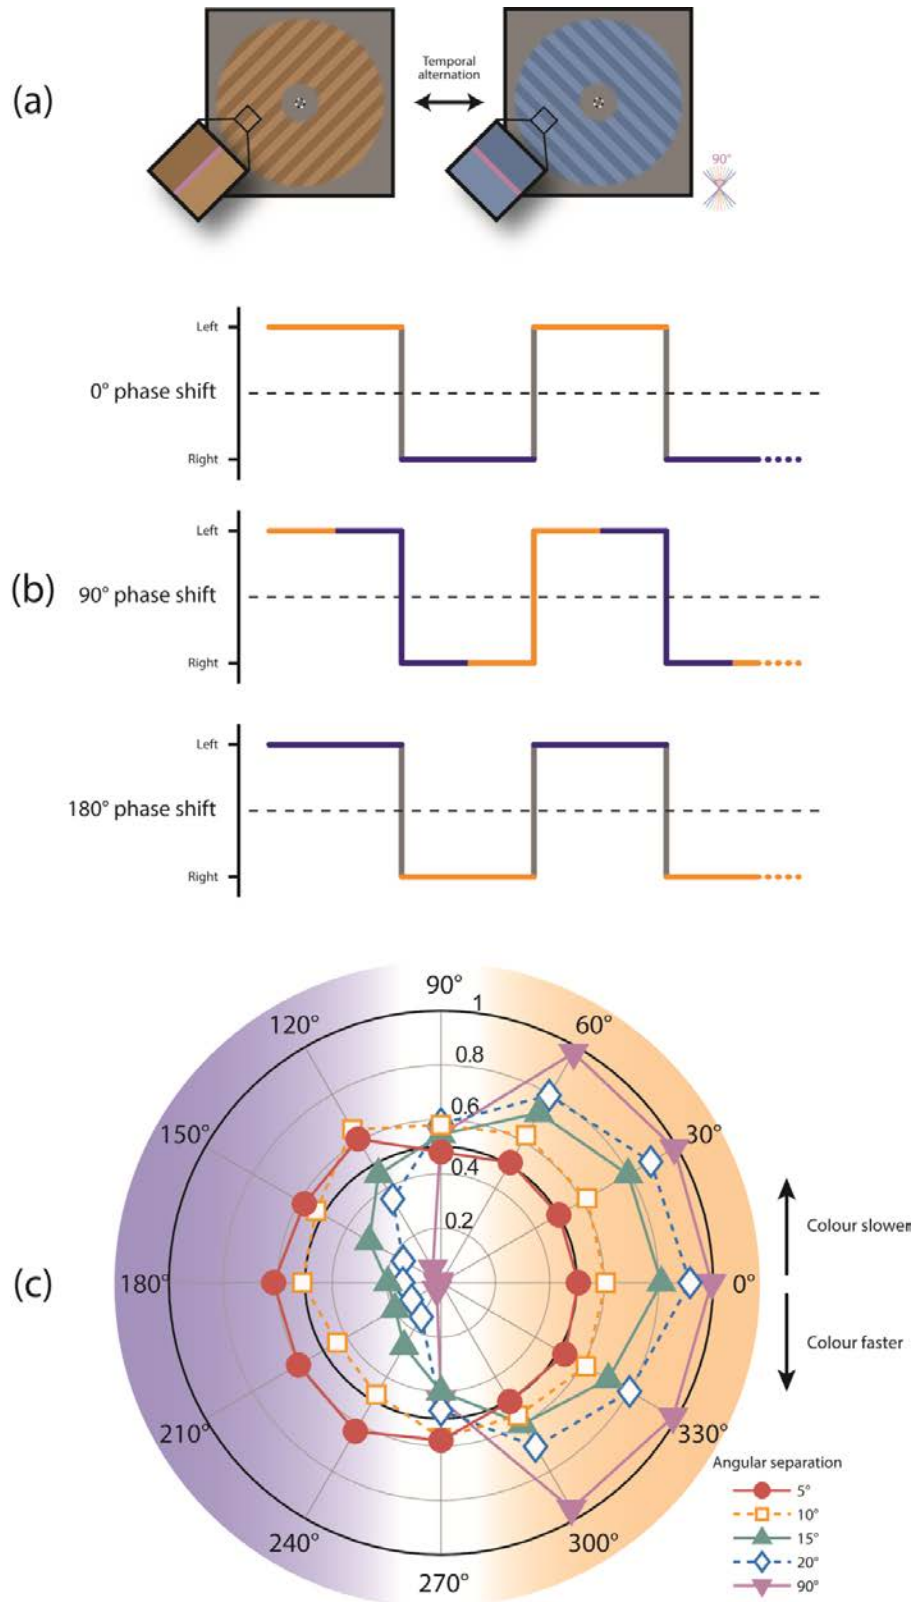 (a)
Temporal
alternation
90°
Left
0° phase shift
Right
(b)
Left
90° phase shift
Right
Left
180° phase shift
Right
(c)
90°
1
120°
60°
0.8
0.6
150°
30°
0.4
0.2
Colour slower
180°
0°
Colour faster
210°
330°
Angular separation
5°
10°
240°
300°
15°
20°
270°
90°